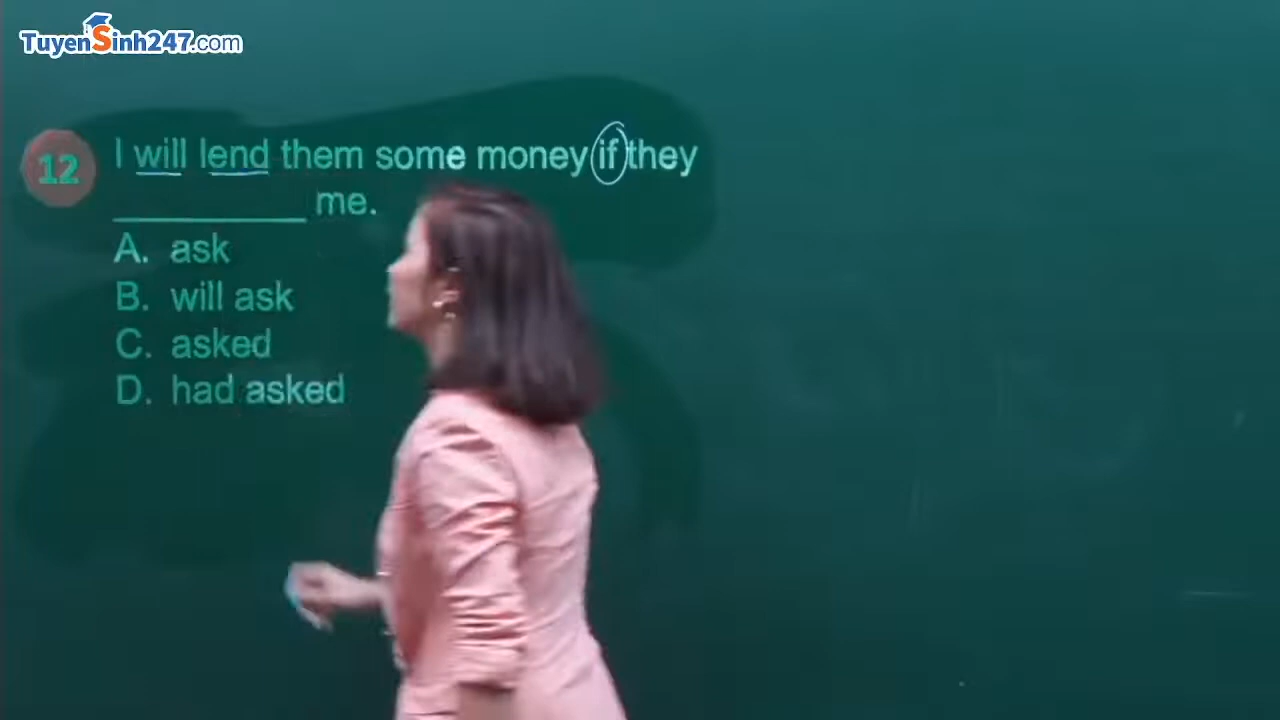 TuyenSinh247.com
12
I will lend them some money if they
__________ me.
A. ask
B. will ask
C. asked
D. had asked